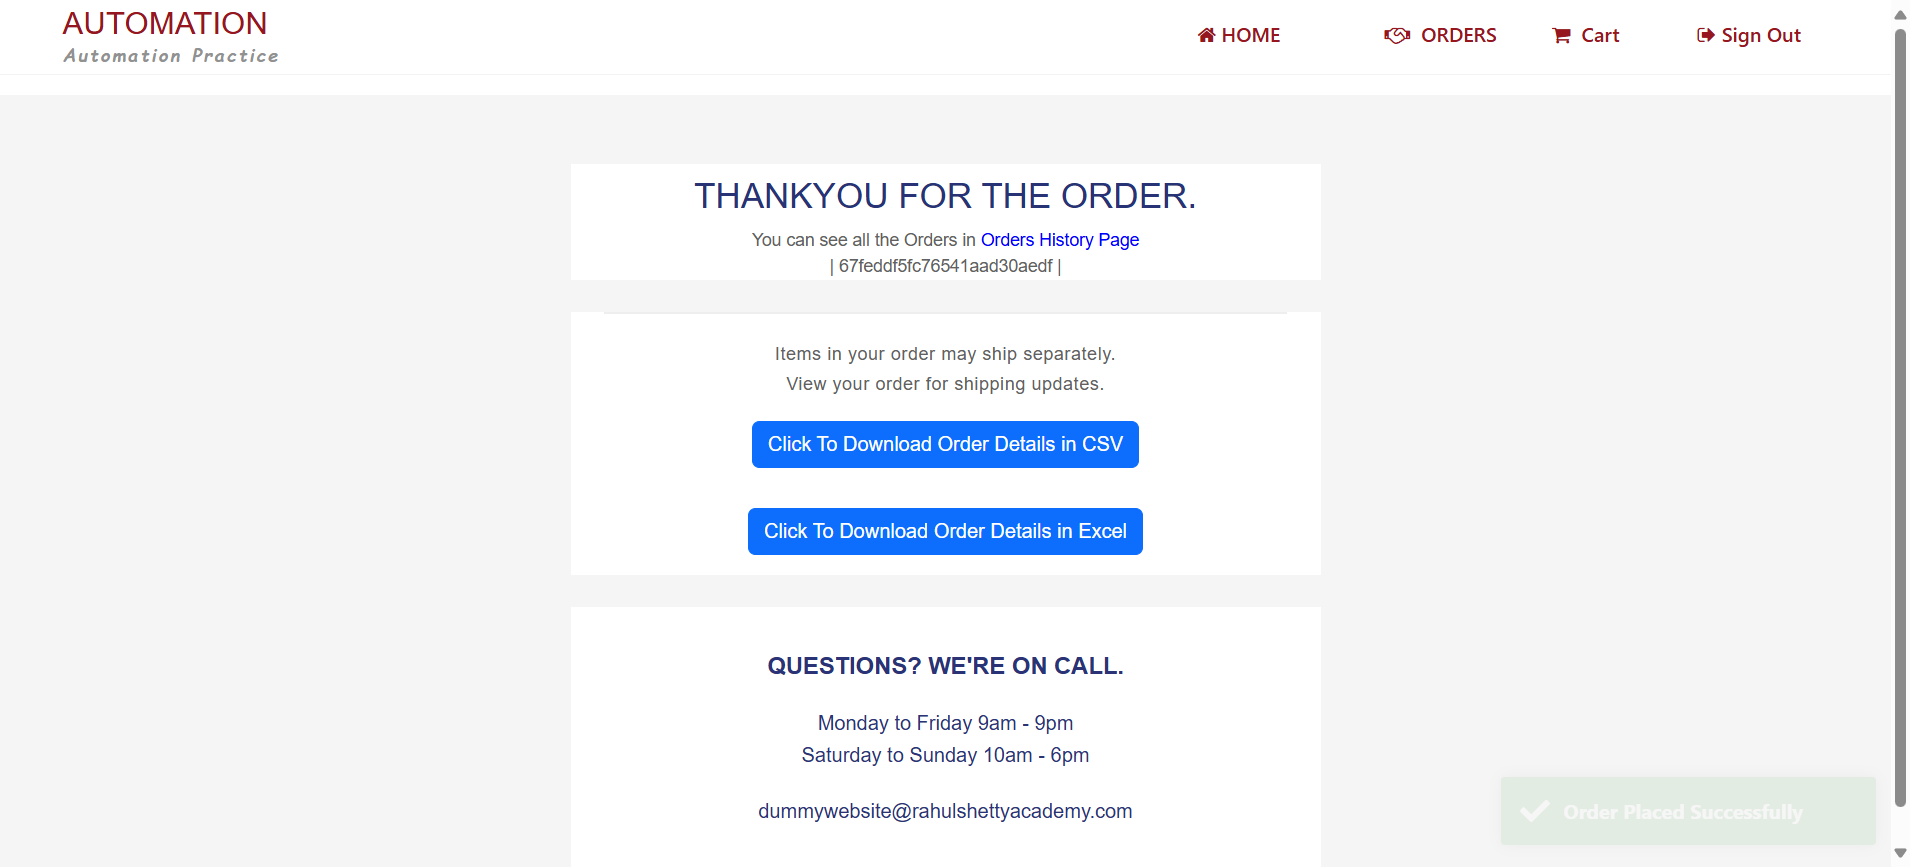 AUTOMATION
Automation Practice
HOME
ORDERS
Cart
Sign Out
THANKYOU FOR THE ORDER.
You can see all the Orders in Orders History Page
| 67feddf5fc76541aad30aedf |
Items in your order may ship separately.
View your order for shipping updates.
Click To Download Order Details in CSV
Click To Download Order Details in Excel
QUESTIONS? WE'RE ON CALL.
Monday to Friday 9am - 9pm
Saturday to Sunday 10am - 6pm
dummywebsite@rahulshettyacademy.com
Order Placed Successfully